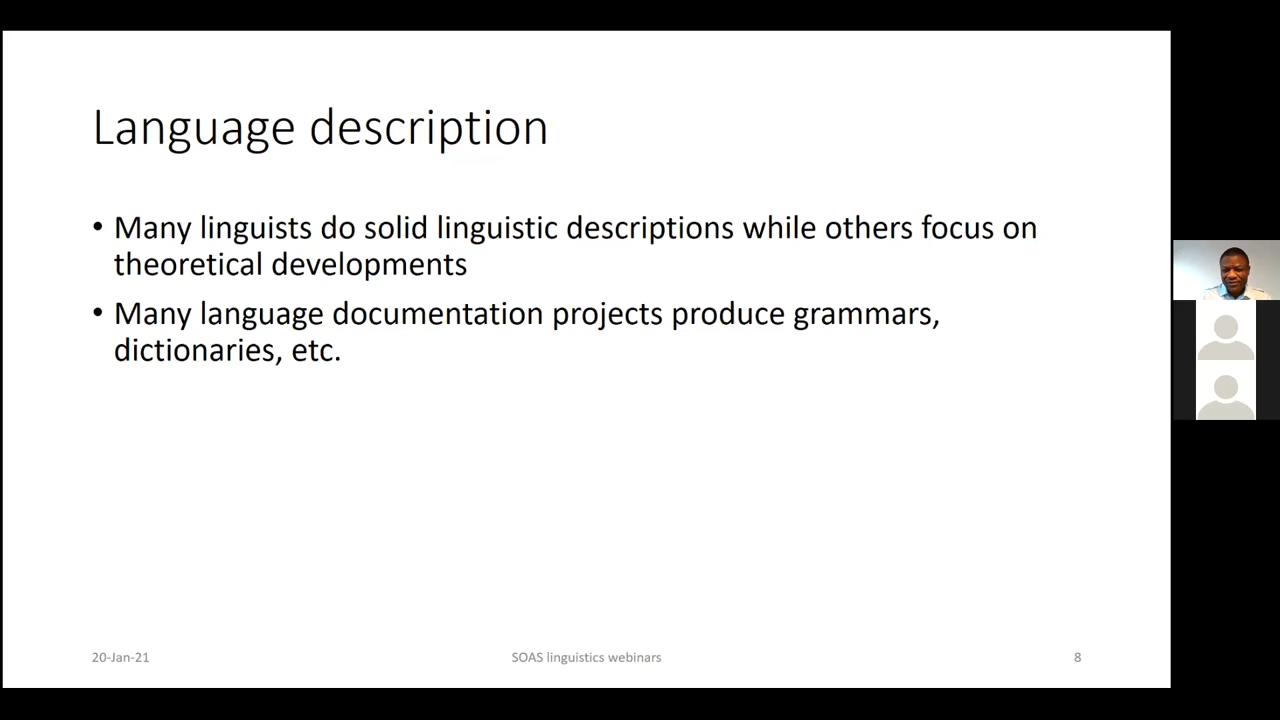 Language description
• Many linguists do solid linguistic descriptions while others focus on
theoretical developments
• Many language documentation projects produce grammars,
dictionaries, etc.
20-Jan-21
SOAS linguistics webinars
8